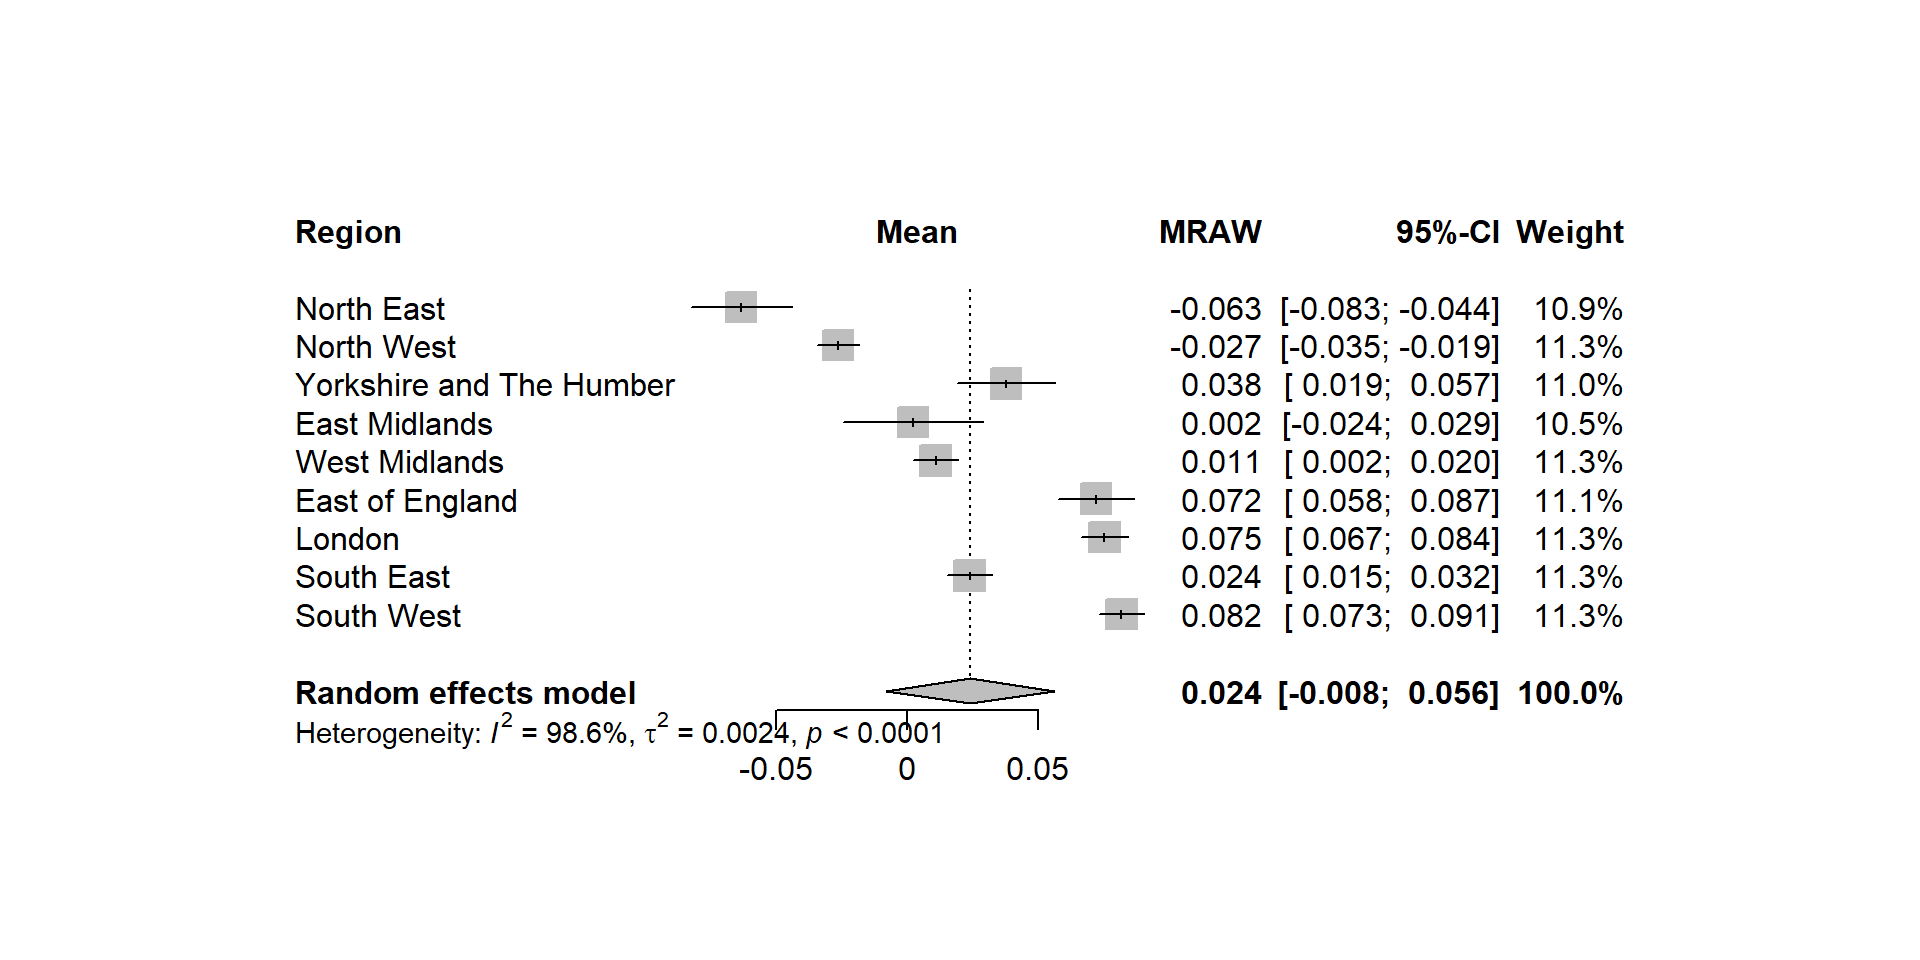 Region Mean MRAW 95%-CI Weight
North East -0.063 [-0.083; -0.044] 10.9%
North West -0.027 [-0.035; -0.019] 11.3%
Yorkshire and The Humber 0.038 [ 0.019; 0.057] 11.0%
East Midlands 0.002 [-0.024; 0.029] 10.5%
West Midlands 0.011 [ 0.002; 0.020] 11.3%
East of England 0.072 [ 0.058; 0.087] 11.1%
London 0.075 [ 0.067; 0.084] 11.3%
South East 0.024 [ 0.015; 0.032] 11.3%
South West 0.082 [ 0.073; 0.091] 11.3%
Random effects model 0.024 [-0.008; 0.056] 100.0%
Heterogeneity: I² = 98.6%, τ² = 0.0024, p < 0.0001
-0.05 0 0.05